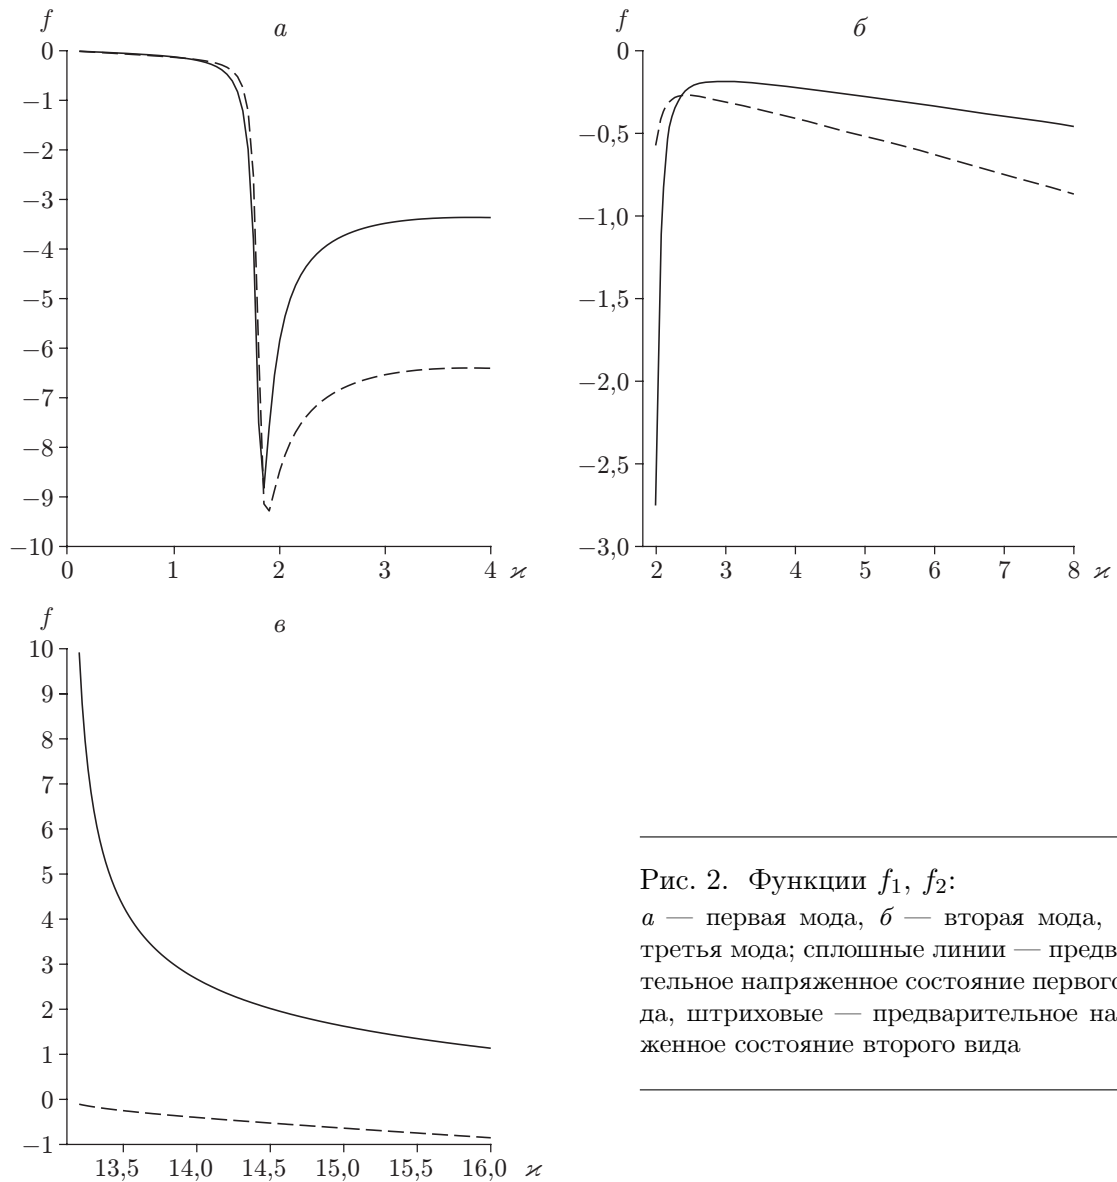 f
а
0
−1
−2
−3
−4
−5
−6
−7
−8
−9
−10
0 1 2 3 4 ϰ
f
б
0
−0,5
−1,0
−1,5
−2,0
−2,5
−3,0
2 3 4 5 6 7 8 ϰ
f
в
10
9
8
7
6
5
4
3
2
1
0
−1
13,5 14,0 14,5 15,0 15,5 16,0 ϰ
Рис. 2. Функции f₁, f₂:
а — первая мода, б — вторая мода,
третья мода; сплошные линии — предв
тельное напряженное состояние первого
да, штриховые — предварительное на
женное состояние второго вида